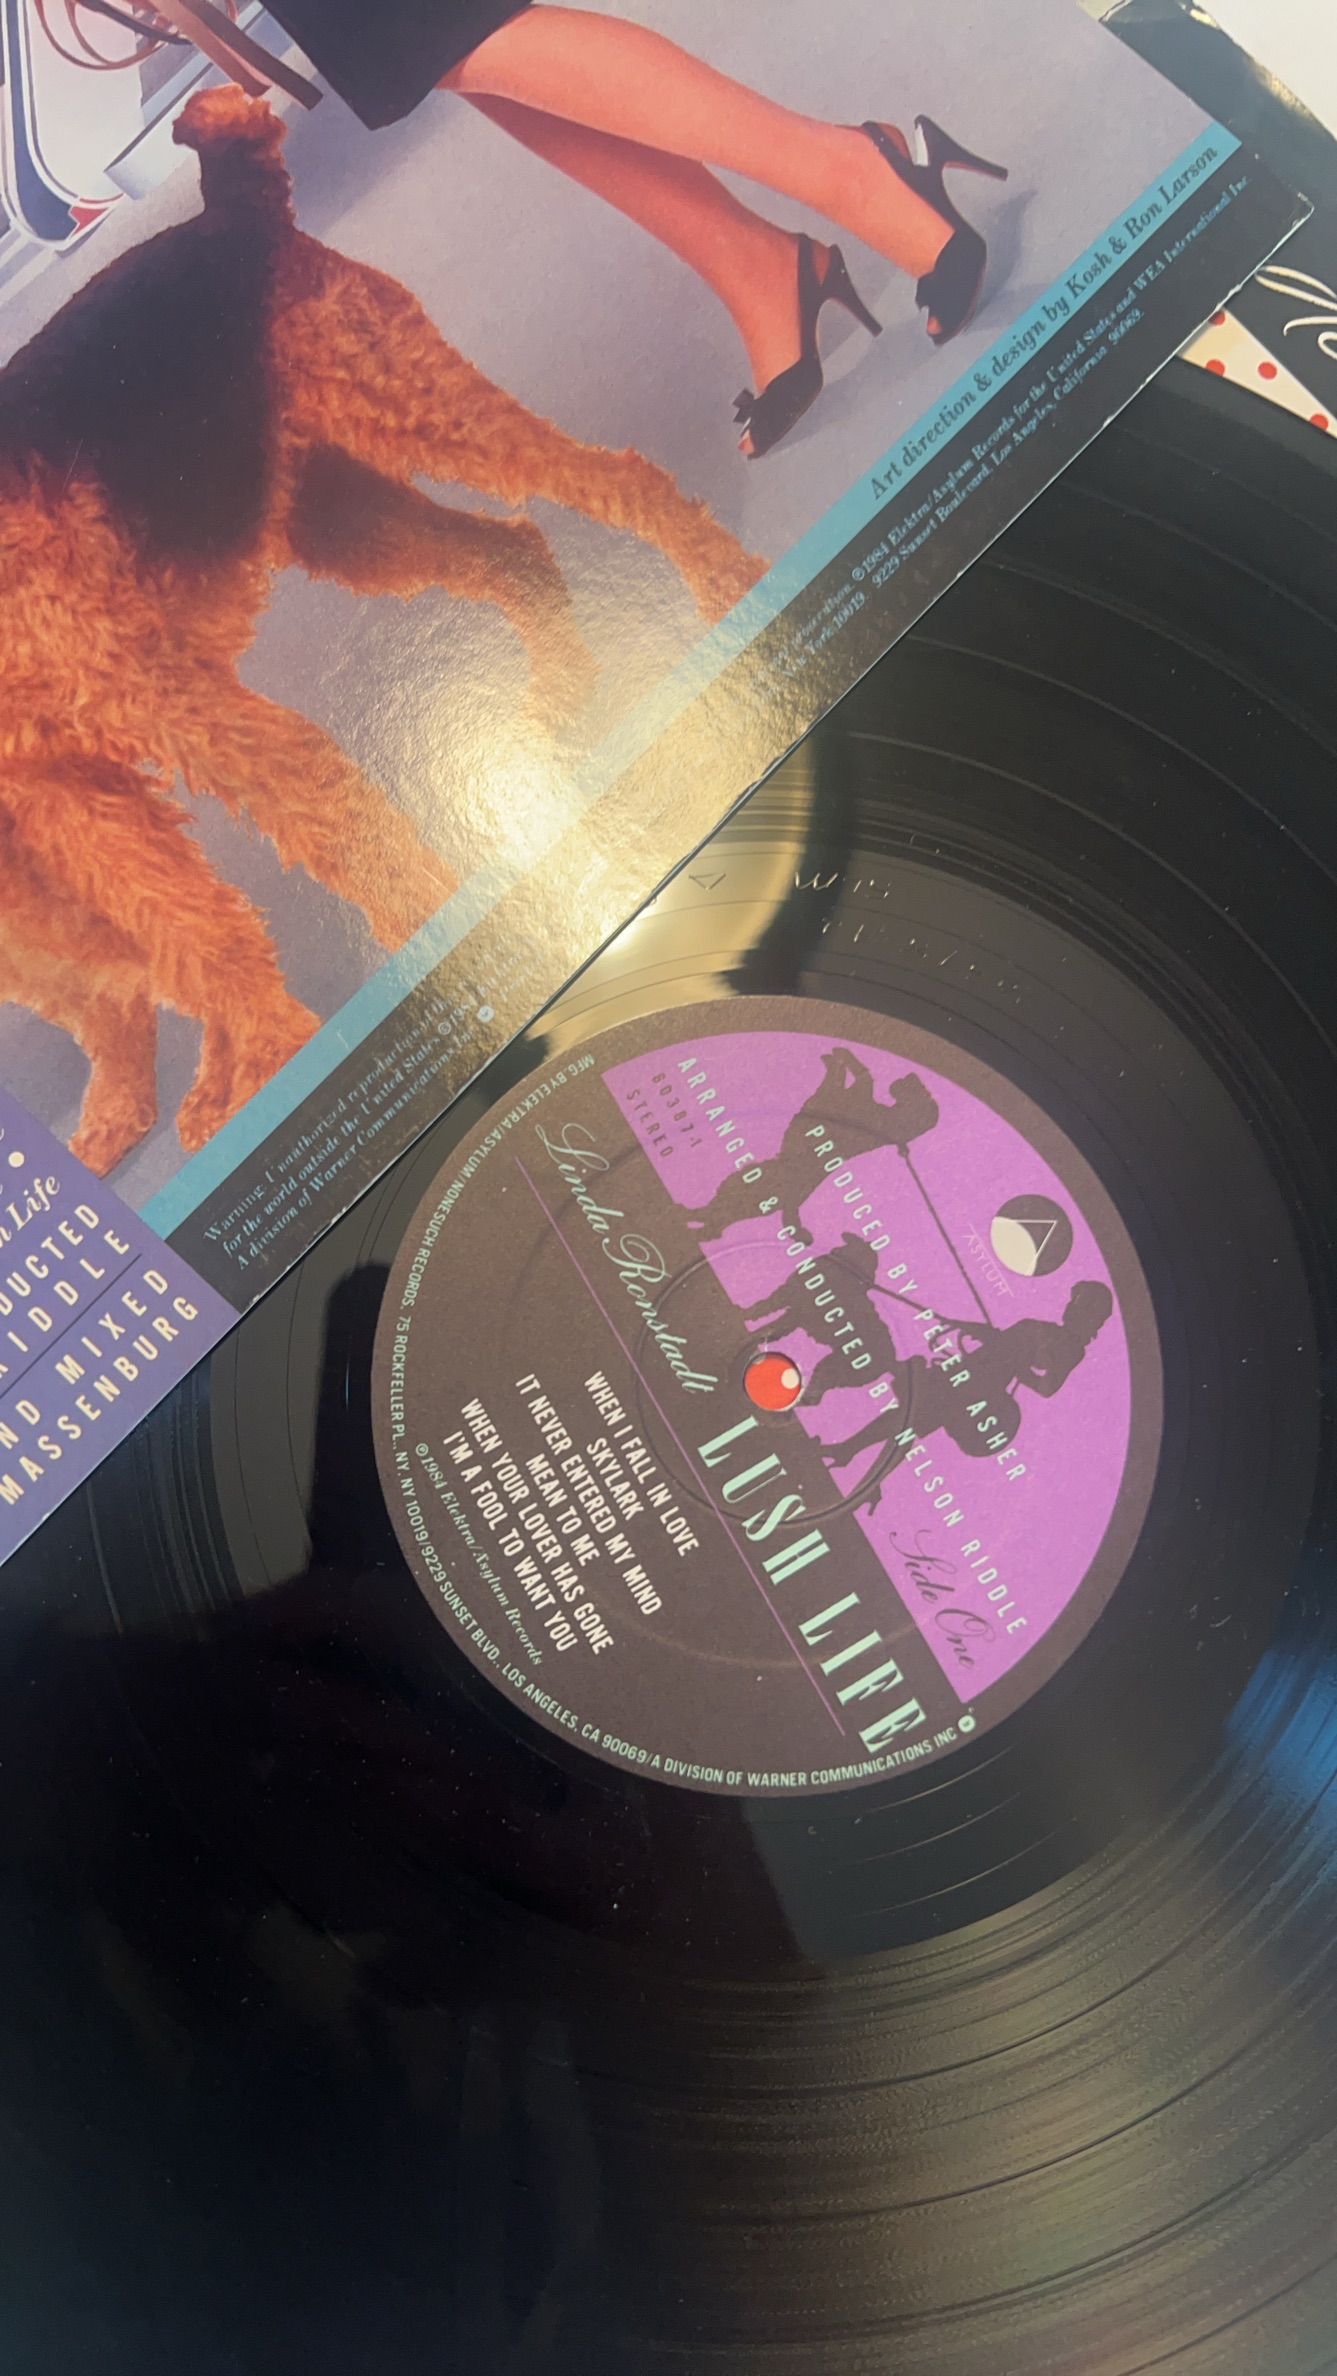 Art direction & design by Kosh & Ron Larson
©1984 Elektra/Asylum Records for the United States and WEA International Inc.
New York, 10019. 9229 Sunset Boulevard, Los Angeles, California 90069.
Warning: Unauthorized reproduction of
for the world outside the United States
A division of Warner Communications Inc.
Life
DUCTED
IDDLE
ND MIXED
MASSENBURG
ASYLUM
PRODUCED BY PETER ASHER
ARRANGED & CONDUCTED BY NELSON RIDDLE
60387-1
STEREO
Side One
Linda Ronstadt
LUSH LIFE
WHEN I FALL IN LOVE
SKYLARK
IT NEVER ENTERED MY MIND
MEAN TO ME
WHEN YOUR LOVER HAS GONE
I'M A FOOL TO WANT YOU
©1984 Elektra/Asylum Records
MFG. BY ELEKTRA/ASYLUM/NONESUCH RECORDS, 75 ROCKFELLER PL., NY, NY 10019/9229 SUNSET BLVD., LOS ANGELES, CA 90069/A DIVISION OF WARNER COMMUNICATIONS INC